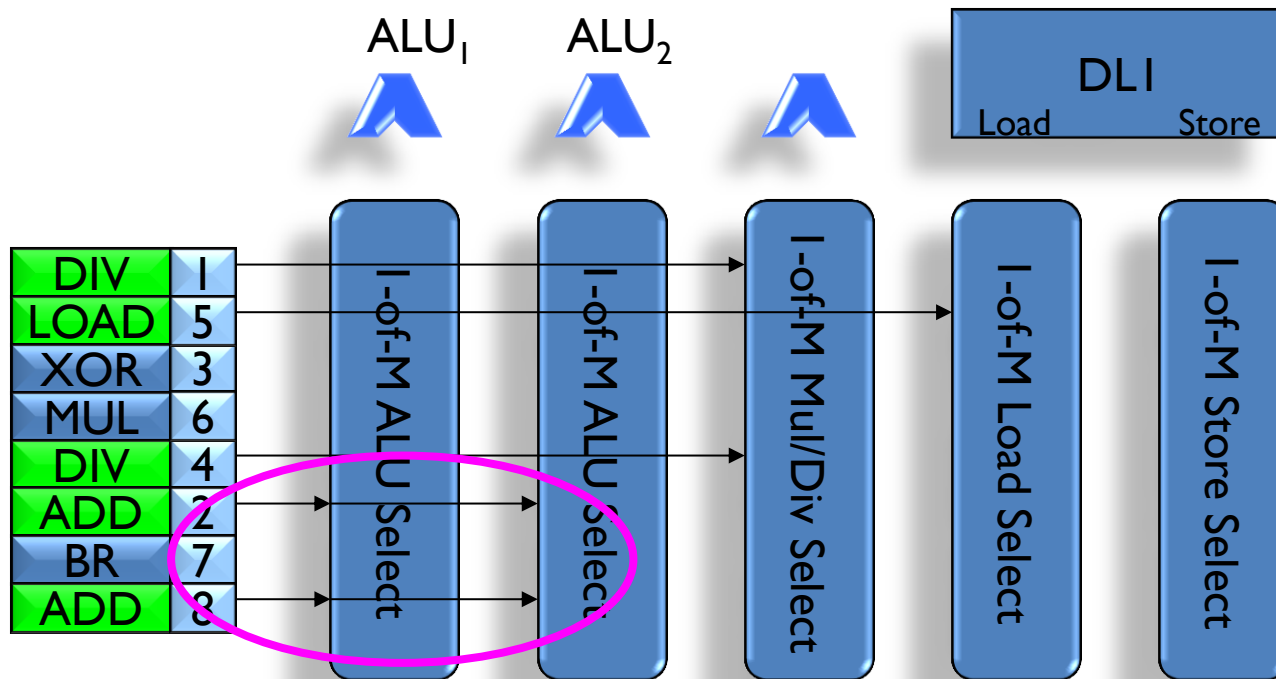 ALU₁
ALU₂
DL1
Load Store
DIV 1
LOAD 5
XOR 3
MUL 6
DIV 4
ADD 2
BR 7
ADD 8
1-of-M ALU Select
1-of-M ALU Select
1-of-M Mul/Div Select
1-of-M Load Select
1-of-M Store Select